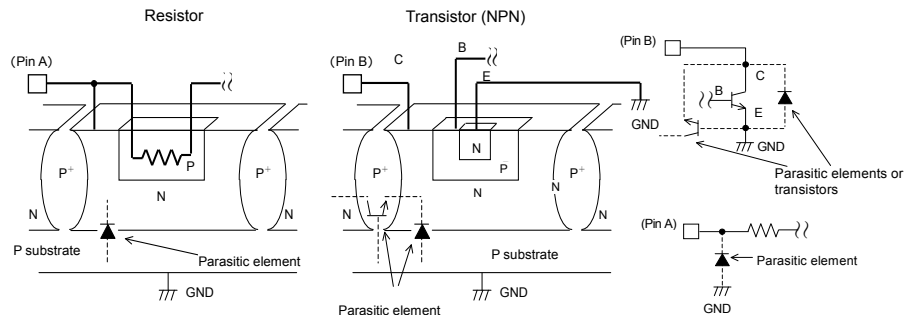 Resistor
Transistor (NPN)
(Pin A)
P+
P
P+
N
N
N
P substrate
Parasitic element
GND
(Pin B)
C
B
E
GND
P+
N
P
P+
N
N
N
N
P substrate
Parasitic element
GND
(Pin B)
C
B
E
GND
Parasitic elements or
transistors
(Pin A)
Parasitic element
GND